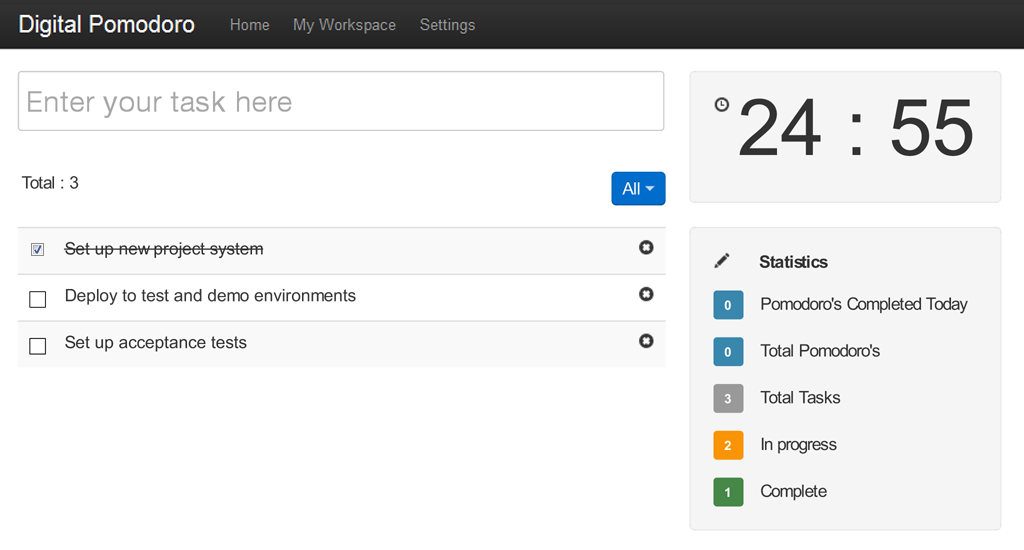 Digital Pomodoro Home My Workspace Settings
Enter your task here
24 : 55
Total : 3
All
Set up new project system
Deploy to test and demo environments
Set up acceptance tests
Statistics
0 Pomodoro's Completed Today
0 Total Pomodoro's
3 Total Tasks
2 In progress
1 Complete